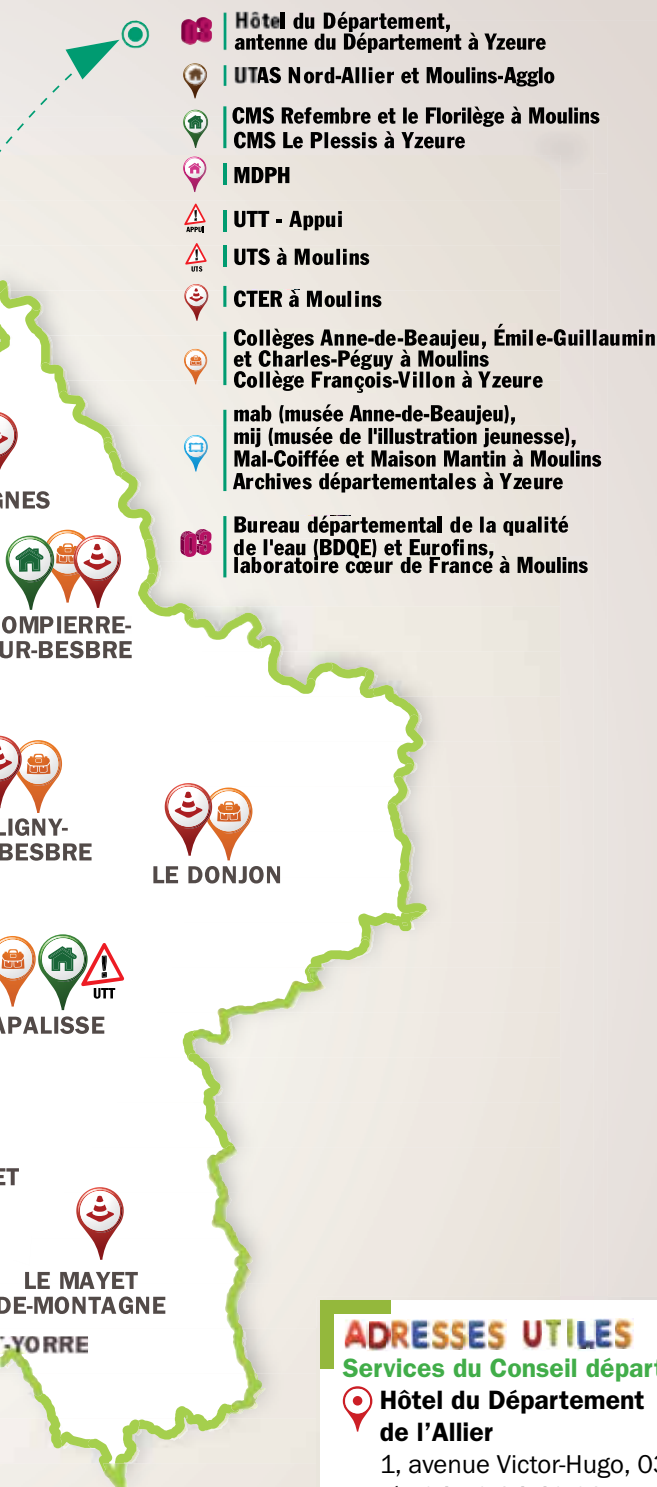 03 Hôtel du Département,
antenne du Département à Yzeure
UTAS Nord-Allier et Moulins-Agglo
CMS Refembre et le Florilège à Moulins
CMS Le Plessis à Yzeure
MDPH
APPUI
UTT - Appui
UTS
UTS à Moulins
CTER à Moulins
Collèges Anne-de-Beaujeu, Émile-Guillaumin
et Charles-Péguy à Moulins
Collège François-Villon à Yzeure
mab (musée Anne-de-Beaujeu),
mij (musée de l'illustration jeunesse),
Mal-Coiffée et Maison Mantin à Moulins
Archives départementales à Yzeure
03 Bureau départemental de la qualité
de l'eau (BDQE) et Eurofins,
laboratoire cœur de France à Moulins
GNES
OMPIERRE-
UR-BESBRE
LIGNY-
BESBRE
LE DONJON
UTT
APALISSE
ET
LE MAYET
DE-MONTAGNE
-YORRE
ADRESSES UTILES
Services du Conseil départ
Hôtel du Département
de l'Allier
1, avenue Victor-Hugo, 03